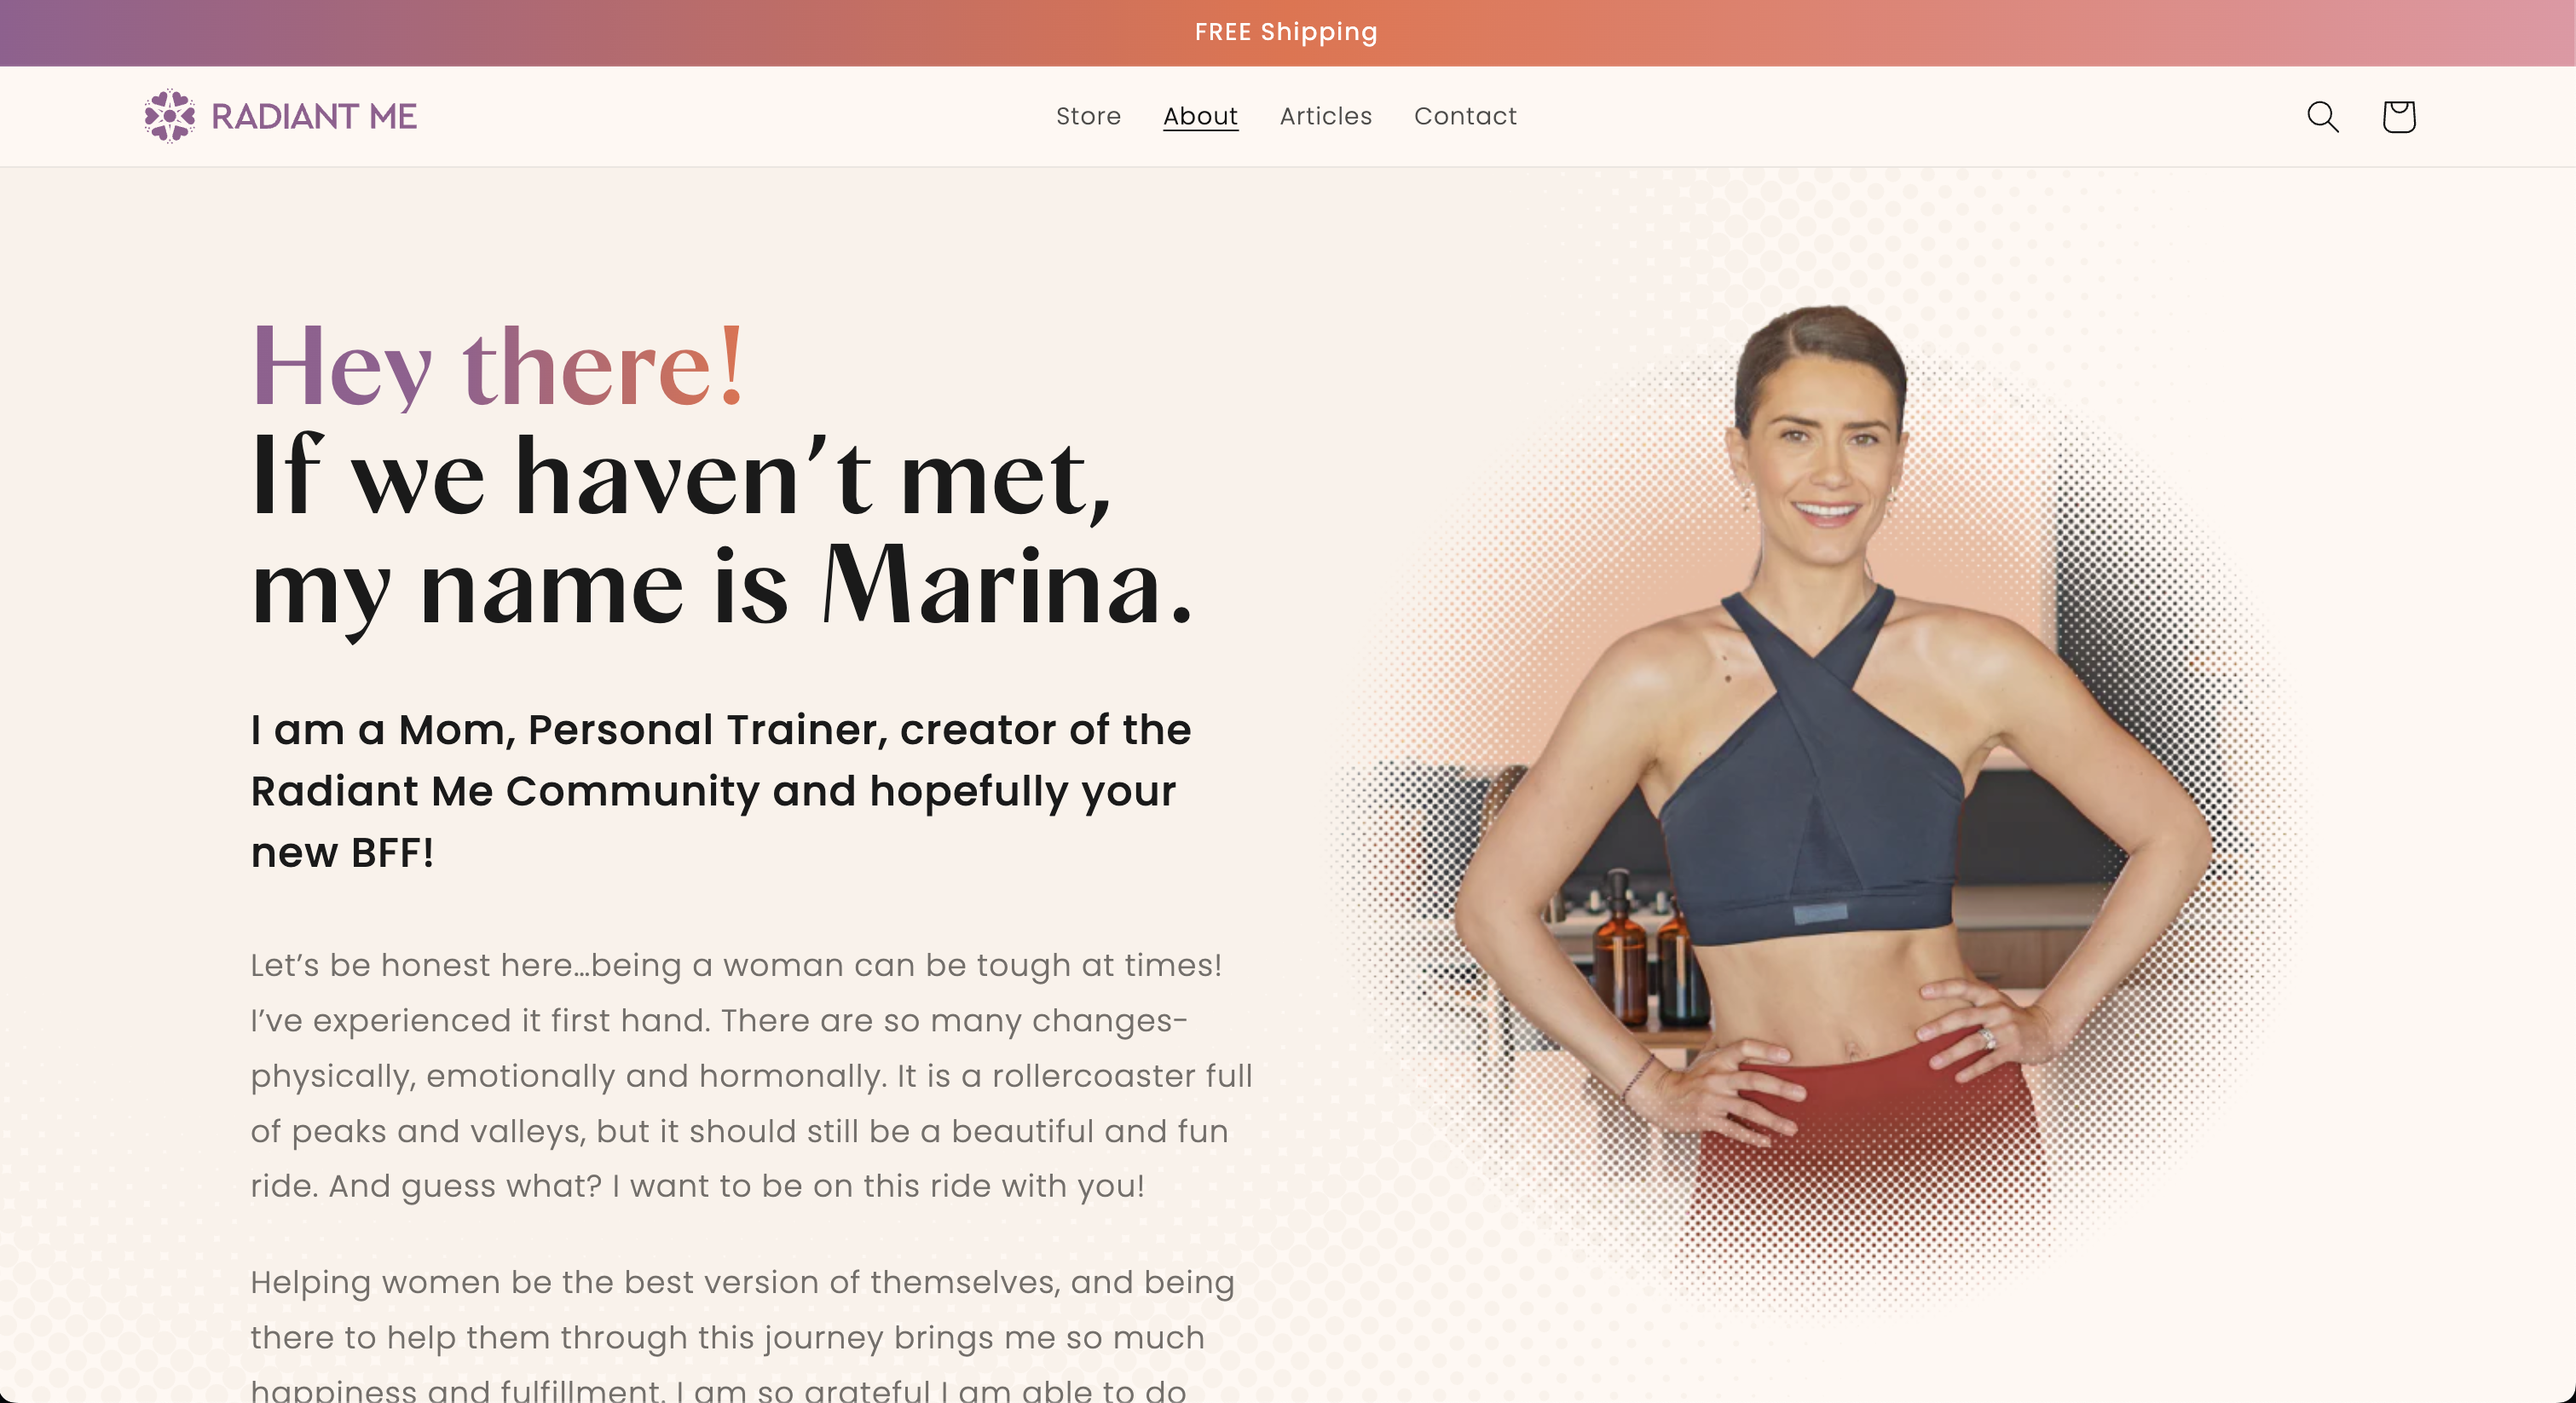 FREE Shipping
RADIANT ME
Store About Articles Contact
Hey there!
If we haven’t met,
my name is Marina.
I am a Mom, Personal Trainer, creator of the
Radiant Me Community and hopefully your
new BFF!
Let’s be honest here…being a woman can be tough at times!
I’ve experienced it first hand. There are so many changes-
physically, emotionally and hormonally. It is a rollercoaster full
of peaks and valleys, but it should still be a beautiful and fun
ride. And guess what? I want to be on this ride with you!
Helping women be the best version of themselves, and being
there to help them through this journey brings me so much
happiness and fulfillment. I am so grateful I am able to do